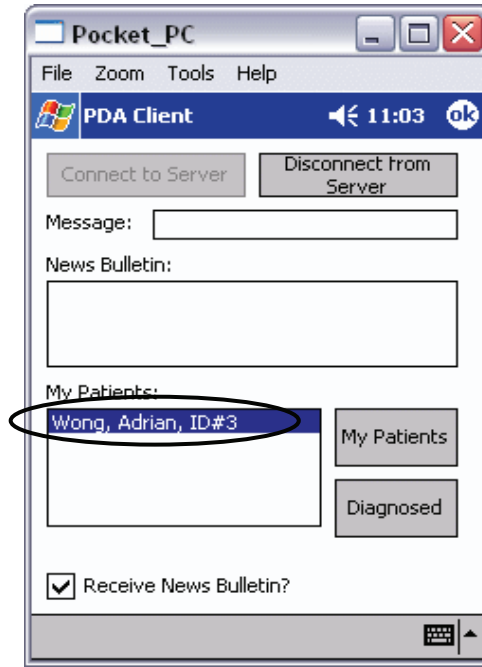 Pocket_PC
File Zoom Tools Help
PDA Client 11:03 ok
Connect to Server
Disconnect from
Server
Message:
News Bulletin:
My Patients:
Wong, Adrian, ID#3
My Patients
Diagnosed
Receive News Bulletin?